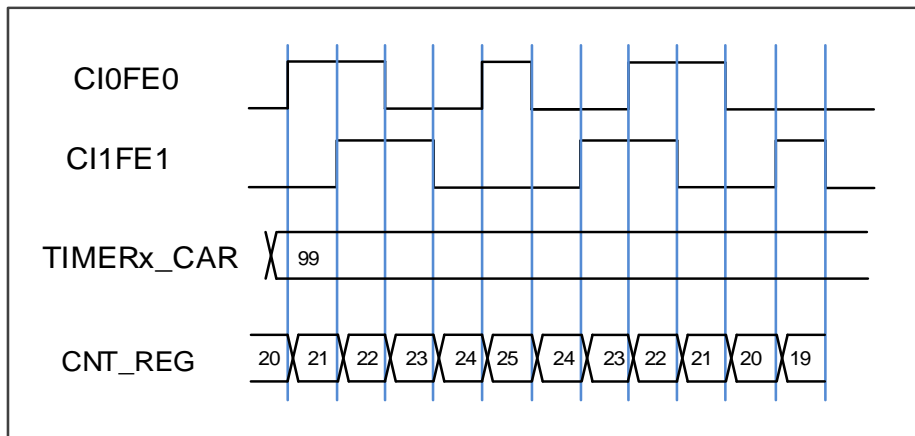 CI0FE0
CI1FE1
TIMERx_CAR 99
CNT_REG 20 21 22 23 24 25 24 23 22 21 20 19